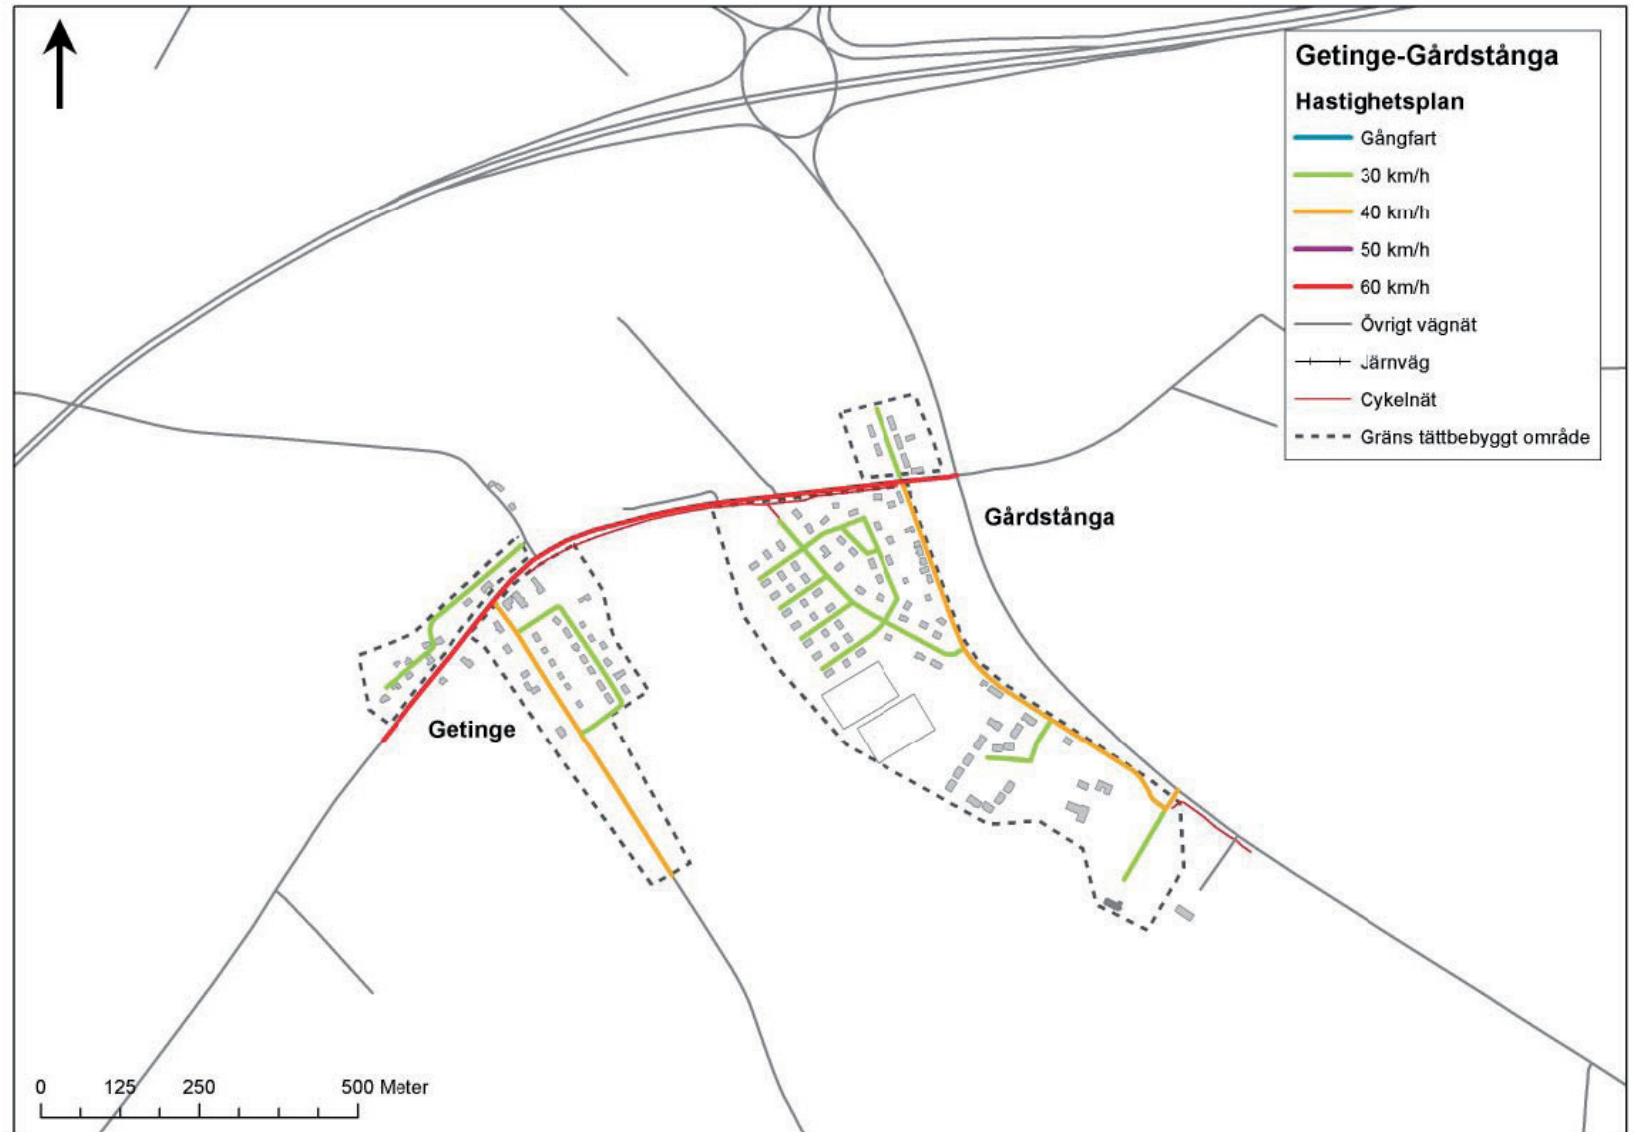 Getinge-Gårdstånga
Hastighetsplan
Gångfart
30 km/h
40 km/h
50 km/h
60 km/h
Övrigt vägnät
Järnväg
Cykelnät
Gräns tättbebyggt område
Gårdstånga
Getinge
0 125 250 500 Meter